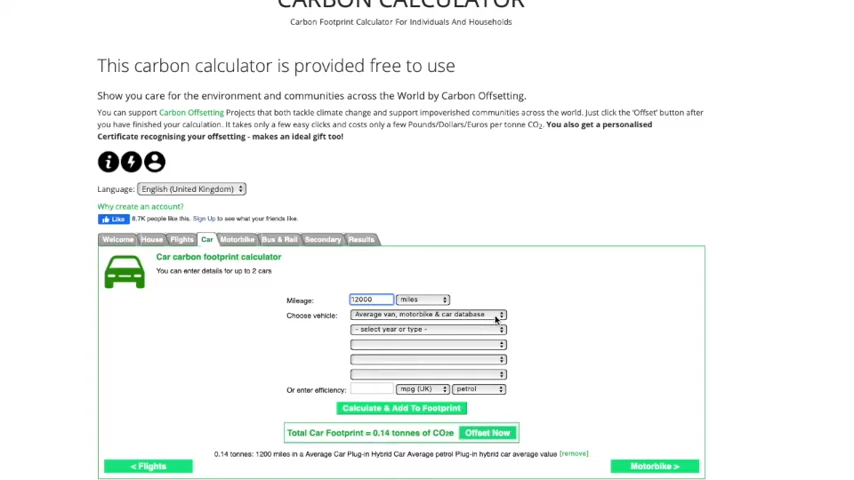 CARBON CALCULATOR
Carbon Footprint Calculator For Individuals And Households
This carbon calculator is provided free to use
Show you care for the environment and communities across the World by Carbon Offsetting.
You can support Carbon Offsetting Projects that both tackle climate change and support impoverished communities across the world. Just click the 'Offset' button after
you have finished your calculation. It takes only a few easy clicks and costs only a few Pounds/Dollars/Euros per tonne CO₂. You also get a personalised
Certificate recognising your offsetting - makes an ideal gift too!
Language: English (United Kingdom)
Why create an account?
Like 8.7K people like this. Sign Up to see what your friends like.
Welcome House Flights Car Motorbike Bus & Rail Secondary Results
Car carbon footprint calculator
You can enter details for up to 2 cars
Mileage: 12000 miles
Choose vehicle: Average van, motorbike & car database
- select year or type -
Or enter efficiency: mpg (UK) petrol
Calculate & Add To Footprint
Total Car Footprint = 0.14 tonnes of CO₂e Offset Now
0.14 tonnes: 1200 miles in a Average Car Plug-in Hybrid Car Average petrol Plug-in hybrid car average value [remove]
< Flights Motorbike >